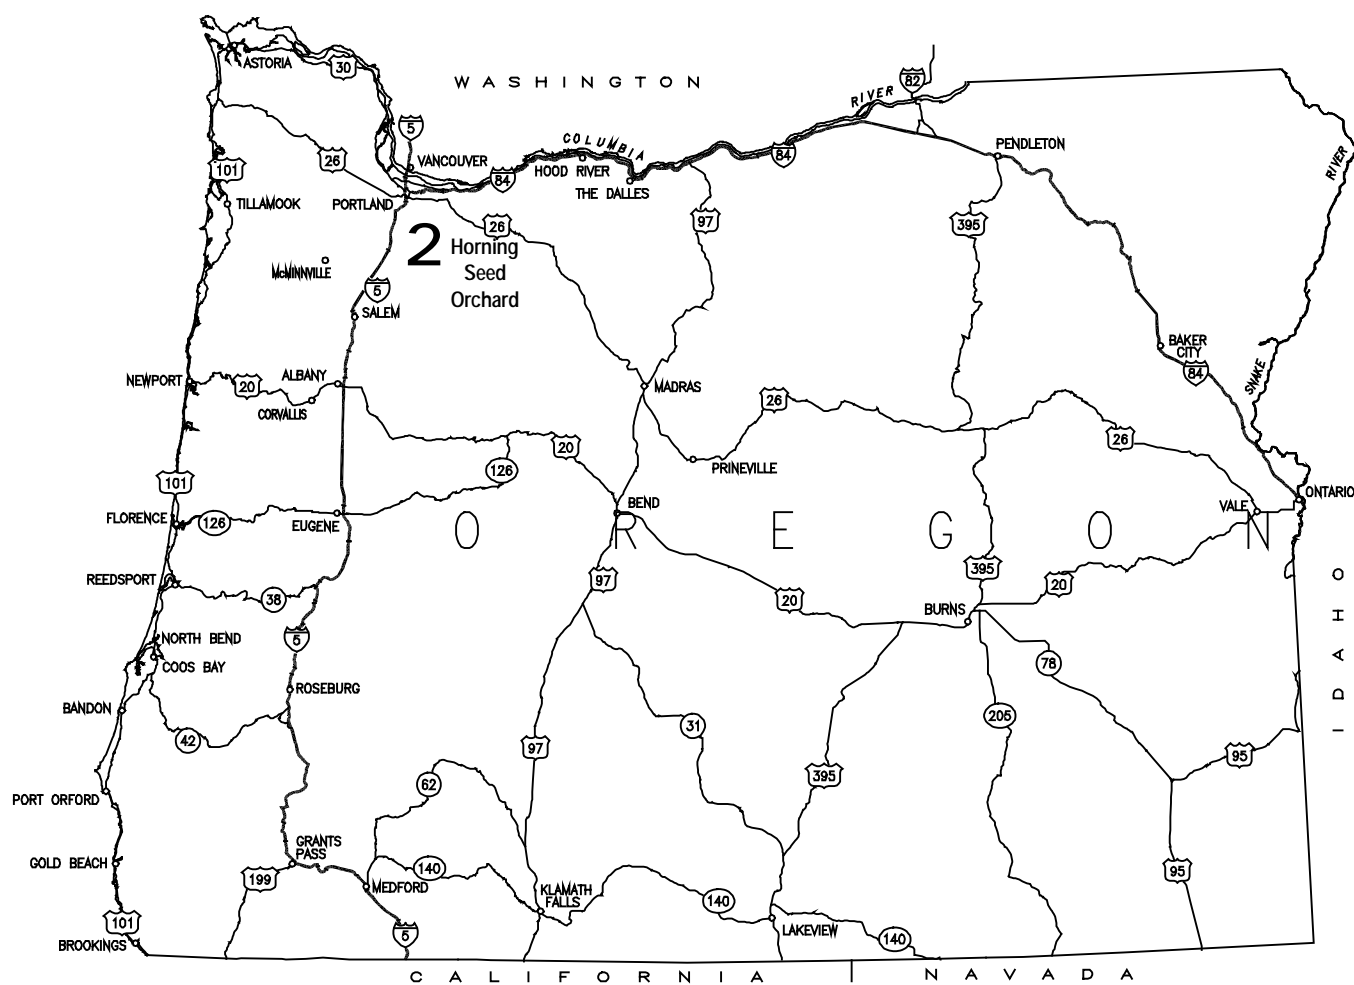 WASHINGTON
ASTORIA
30
82
RIVER
5
COLUMBIA
VANCOUVER
26
101
84
HOOD RIVER
THE DALLES
84
PENDLETON
RIVER
TILLAMOOK
PORTLAND
26
97
395
2 Horning
Seed
Orchard
McMINNVILLE
5
SALEM
BAKER
CITY
84
SNAKE
NEWPORT
20
ALBANY
CORVALLIS
MADRAS
26
26
20
126
PRINEVILLE
101
BEND
VALE
ONTARIO
FLORENCE
126
EUGENE
OREGON
REEDSPORT
38
97
20
395
20
IDAHO
BURNS
NORTH BEND
COOS BAY
5
78
ROSEBURG
BANDON
42
31
205
97
95
62
395
PORT ORFORD
GRANTS
PASS
GOLD BEACH
199
140
MEDFORD
KLAMATH
FALLS
140
95
101
BROOKINGS
5
LAKEVIEW
140
CALIFORNIA
NAVADA